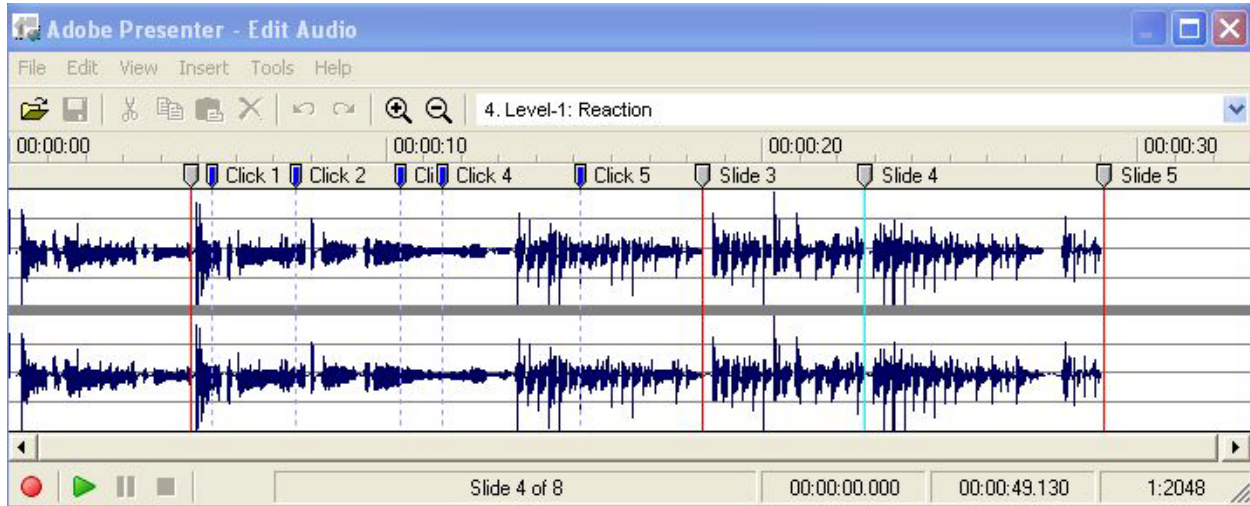 Adobe Presenter - Edit Audio
File Edit View Insert Tools Help
4. Level-1: Reaction
00:00:00 00:00:10 00:00:20 00:00:30
Click 1 Click 2 Cli Click 4 Click 5 Slide 3 Slide 4 Slide 5
Slide 4 of 8 00:00:00.000 00:00:49.130 1:2048